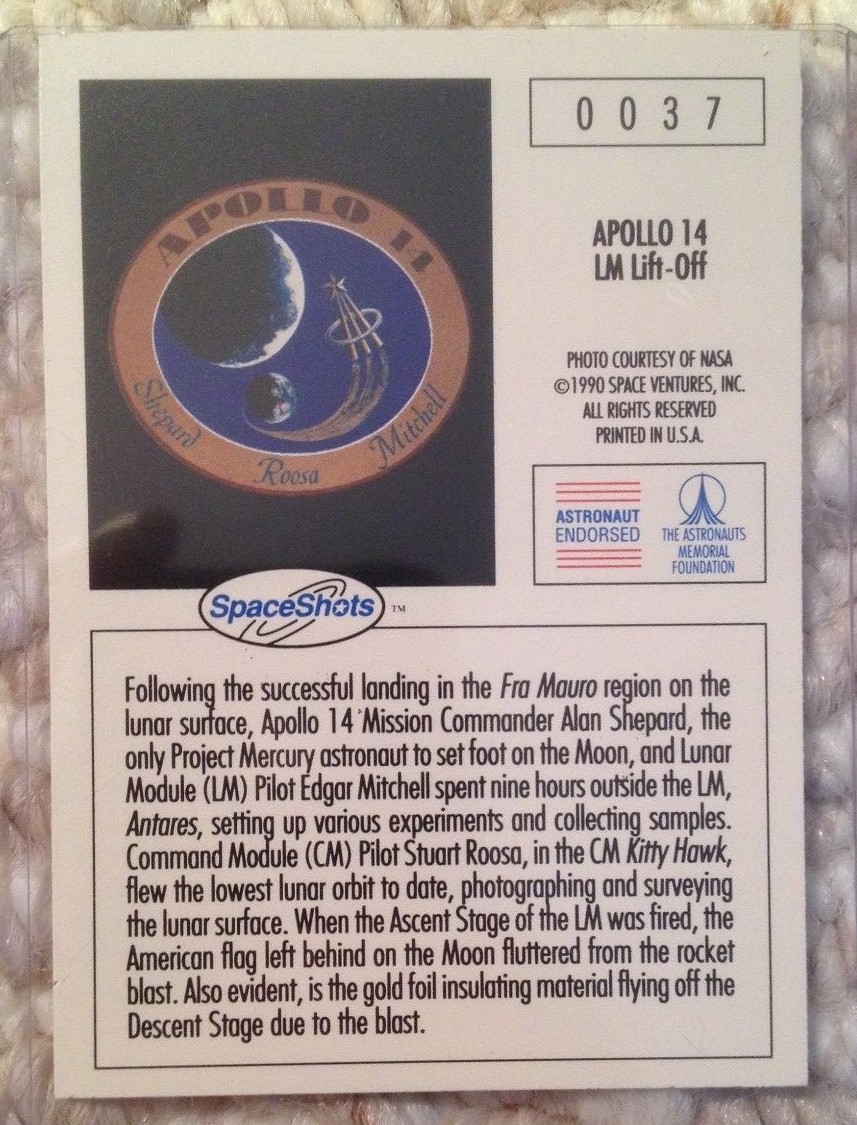 0037
APOLLO 14
LM Lift-Off
APOLLO 14
Shepard
Roosa
Mitchell
PHOTO COURTESY OF NASA
©1990 SPACE VENTURES, INC.
ALL RIGHTS RESERVED
PRINTED IN U.S.A.
ASTRONAUT
ENDORSED
THE ASTRONAUTS
MEMORIAL
FOUNDATION
SpaceShots ™
Following the successful landing in the Fra Mauro region on the
lunar surface, Apollo 14 Mission Commander Alan Shepard, the
only Project Mercury astronaut to set foot on the Moon, and Lunar
Module (LM) Pilot Edgar Mitchell spent nine hours outside the LM,
Antares, setting up various experiments and collecting samples.
Command Module (CM) Pilot Stuart Roosa, in the CM Kitty Hawk,
flew the lowest lunar orbit to date, photographing and surveying
the lunar surface. When the Ascent Stage of the LM was fired, the
American flag left behind on the Moon fluttered from the rocket
blast. Also evident, is the gold foil insulating material flying off the
Descent Stage due to the blast.